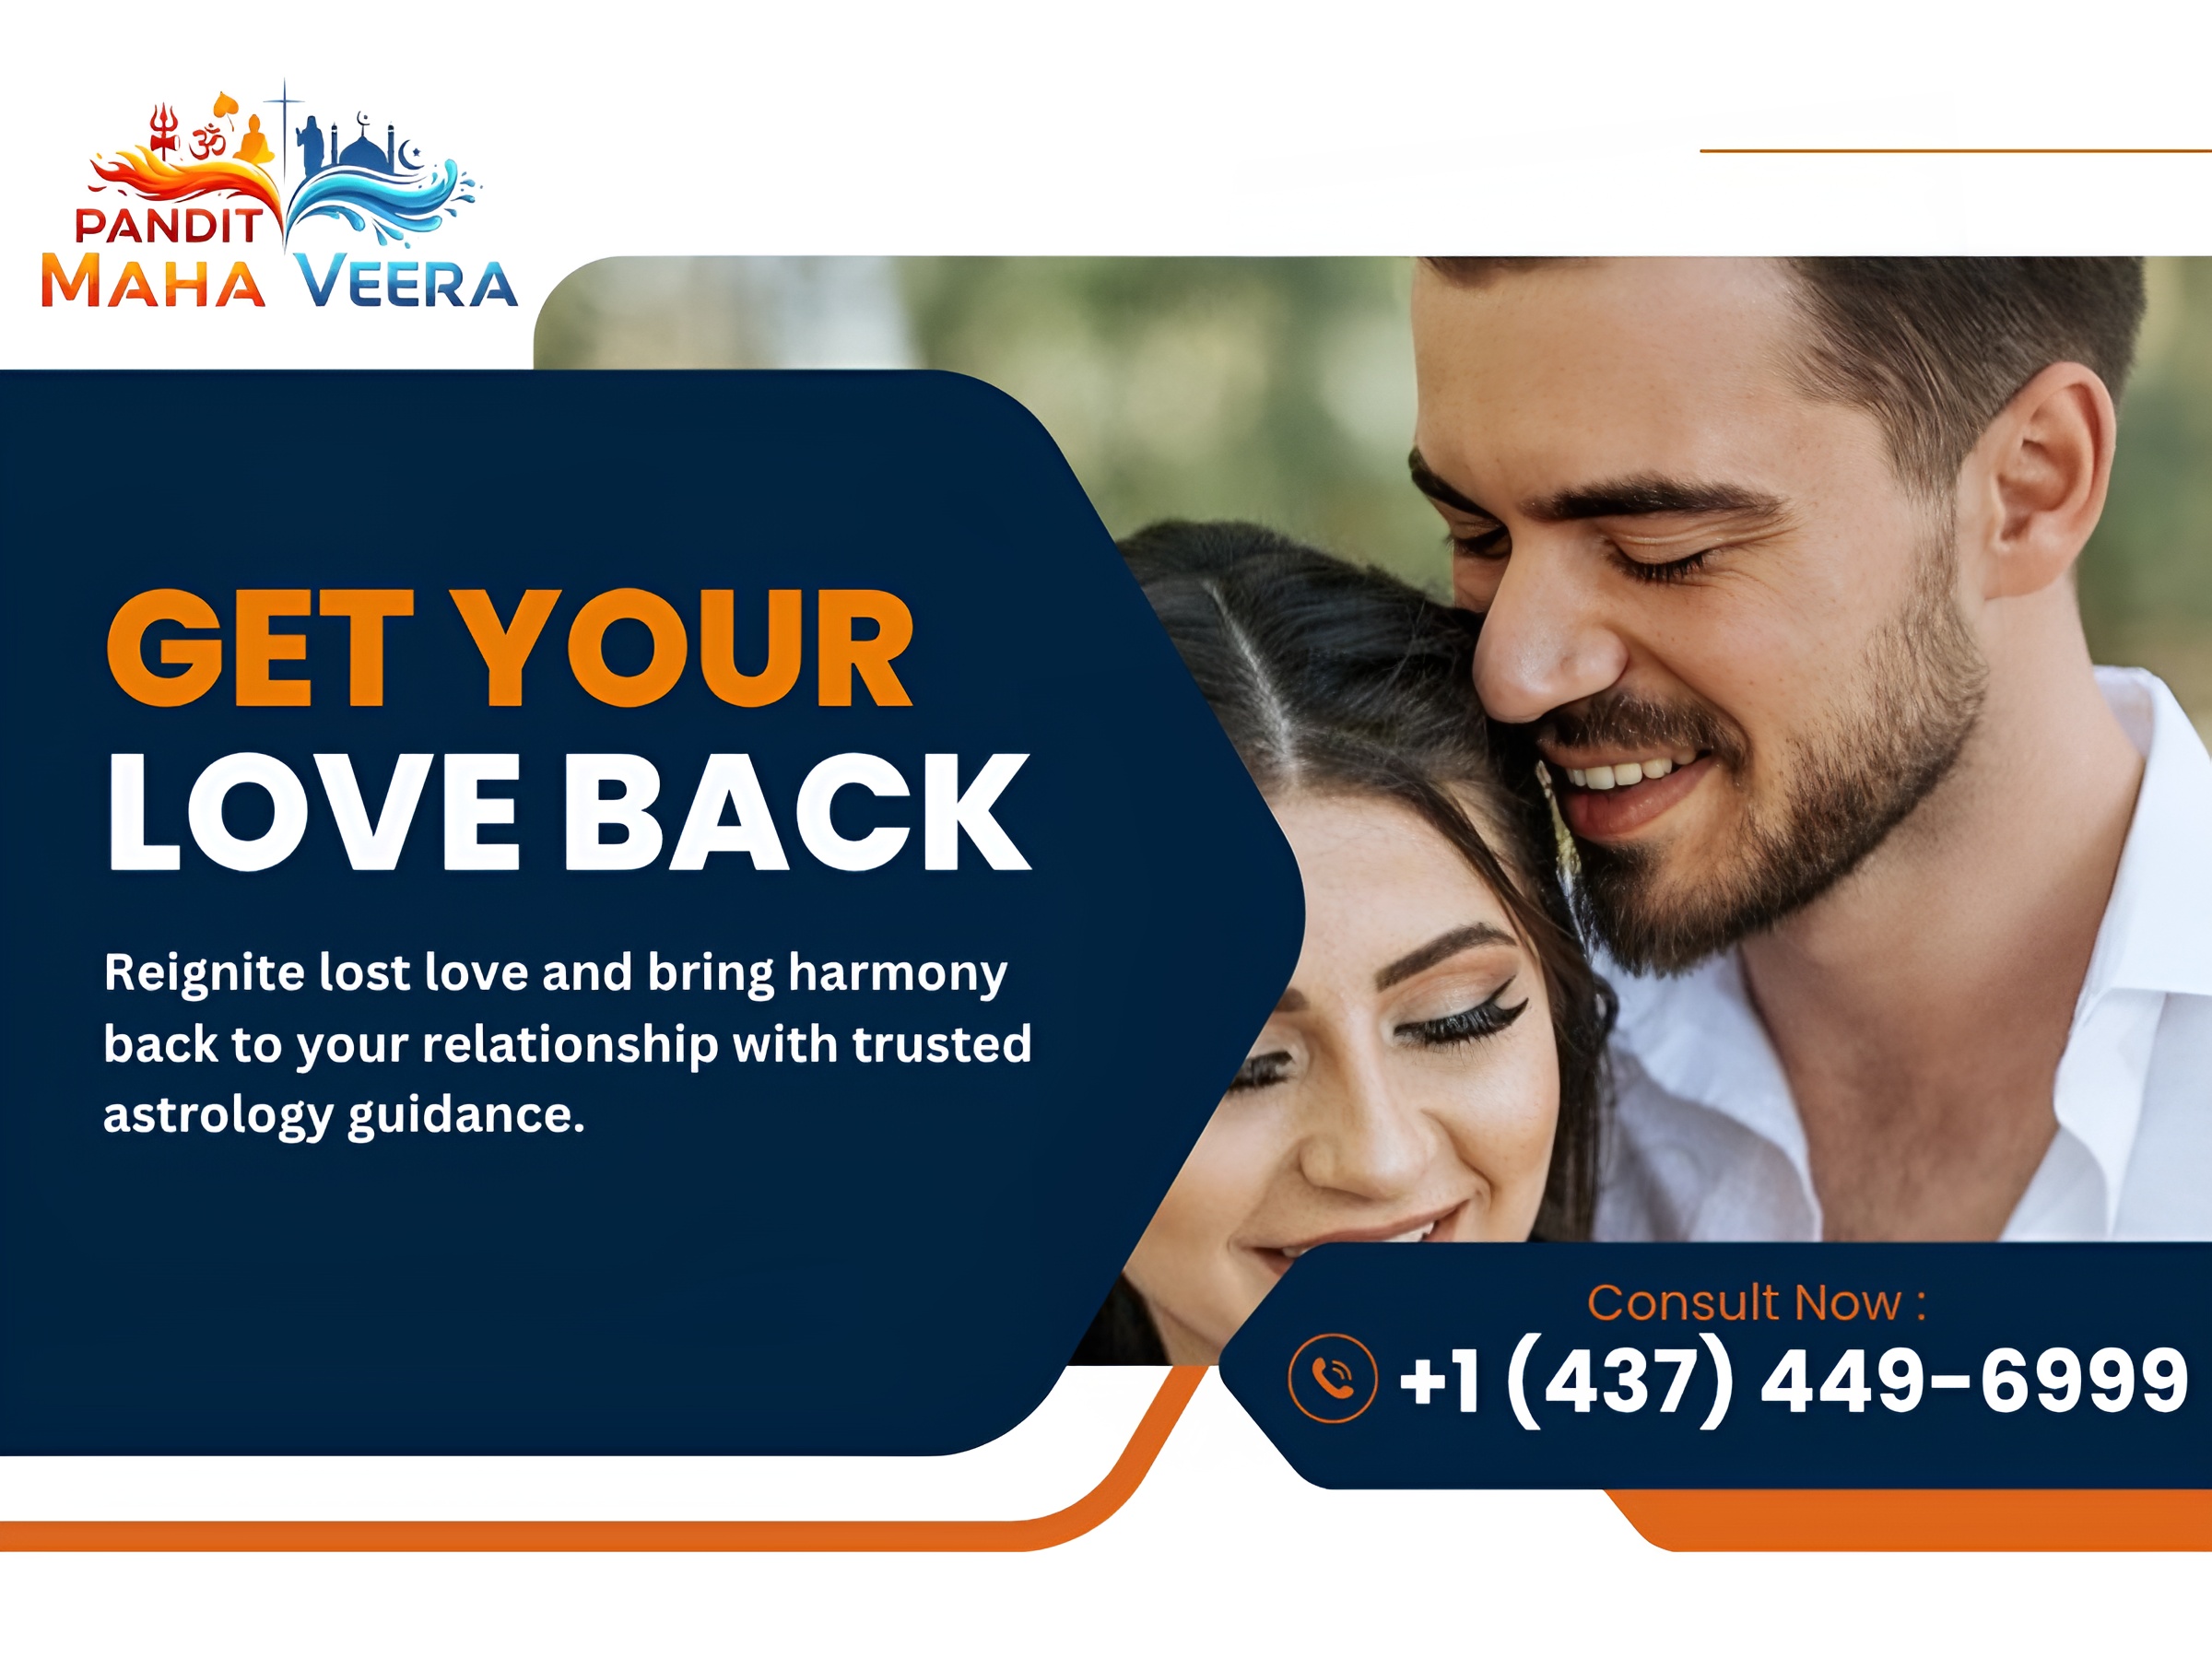 PANDIT
MAHA VEERA
GET YOUR
LOVE BACK
Reignite lost love and bring harmony
back to your relationship with trusted
astrology guidance.
Consult Now :
+1 (437) 449-6999